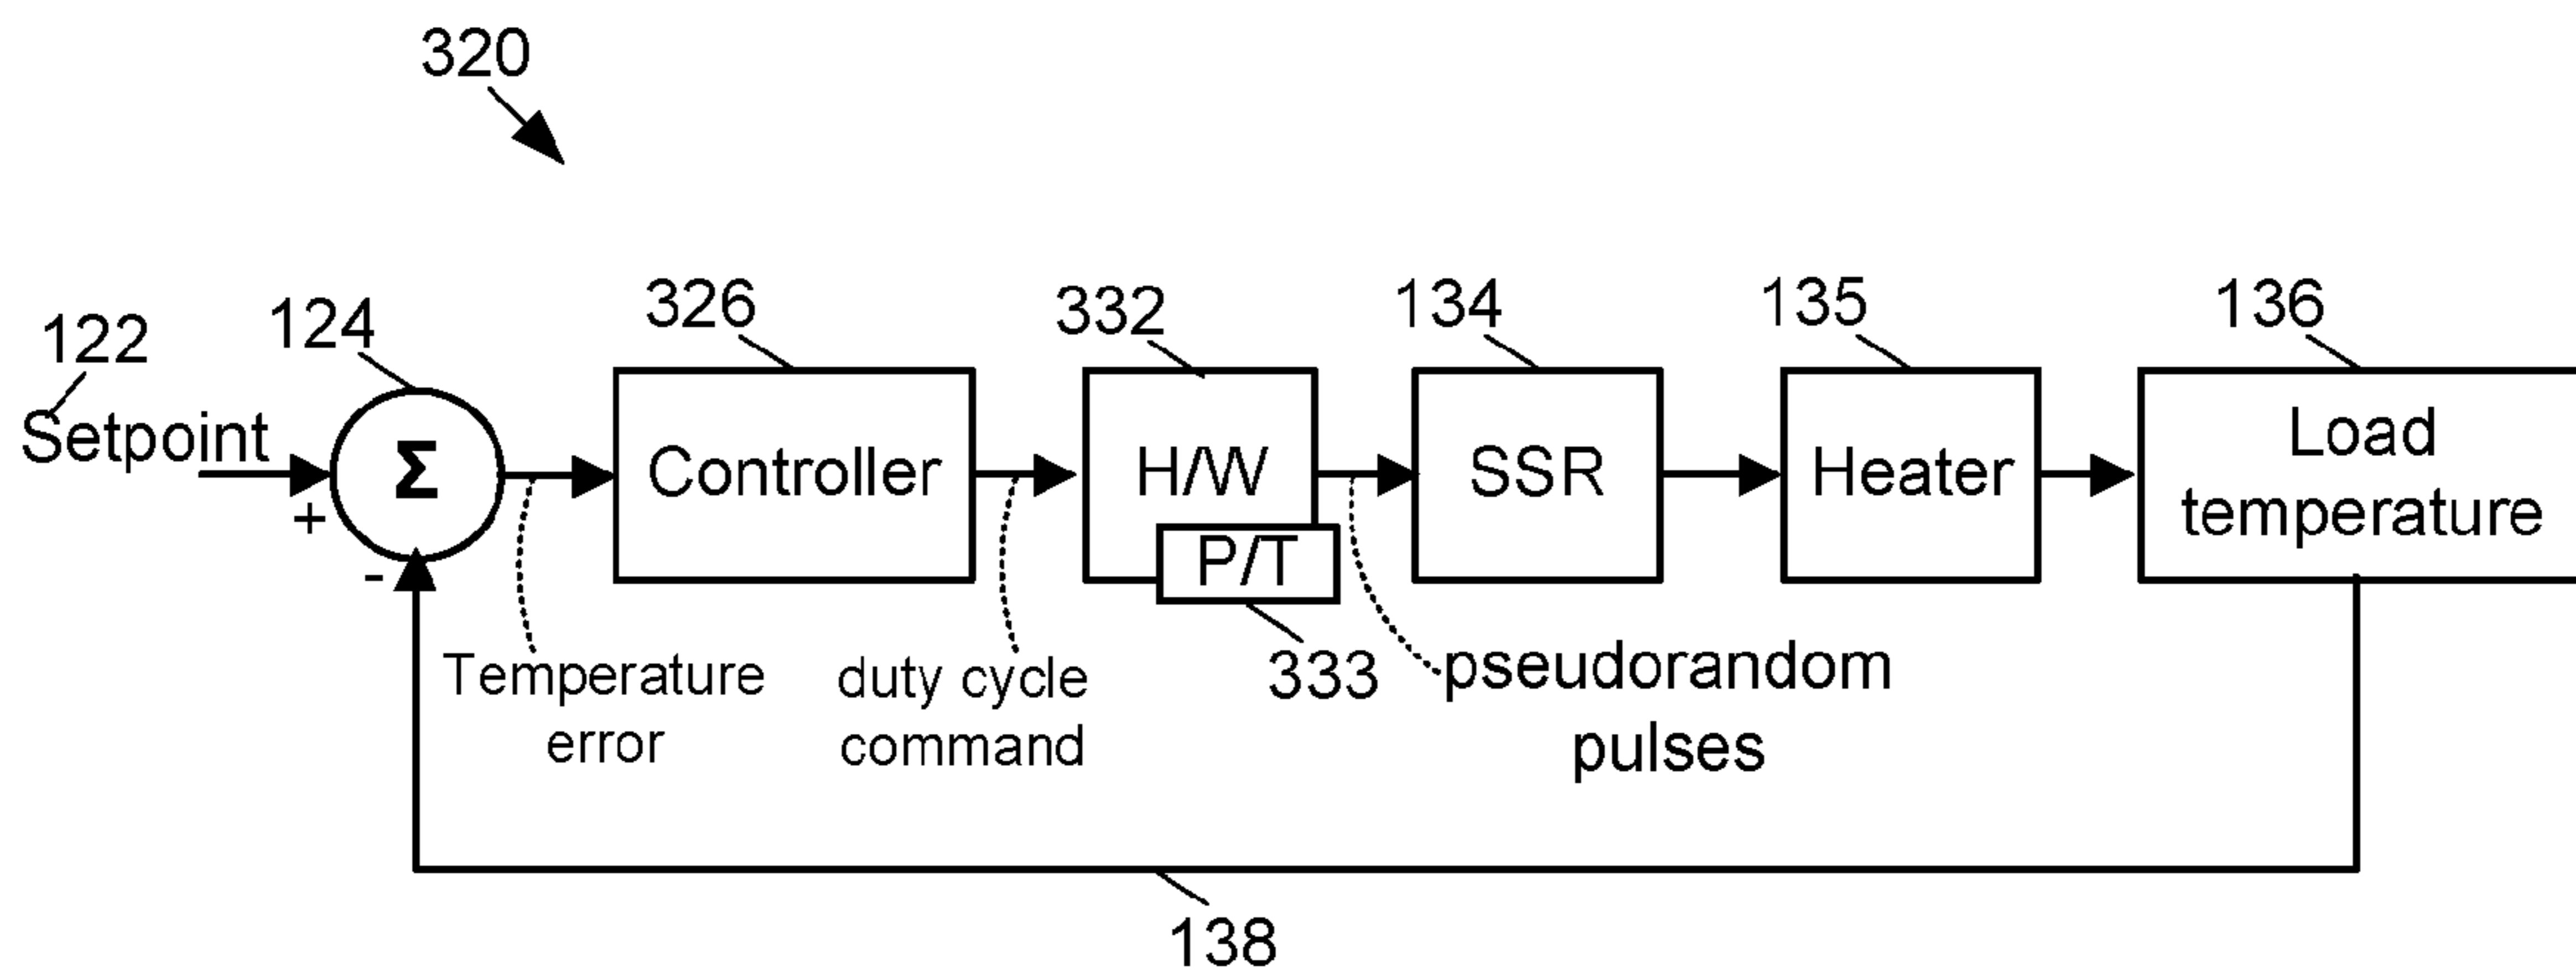 320
122
124
326
332
134
135
136
Setpoint
+
-
Σ
Controller
H/W
P/T
SSR
Heater
Load
temperature
Temperature
error
duty cycle
command
333
pseudorandom
pulses
138